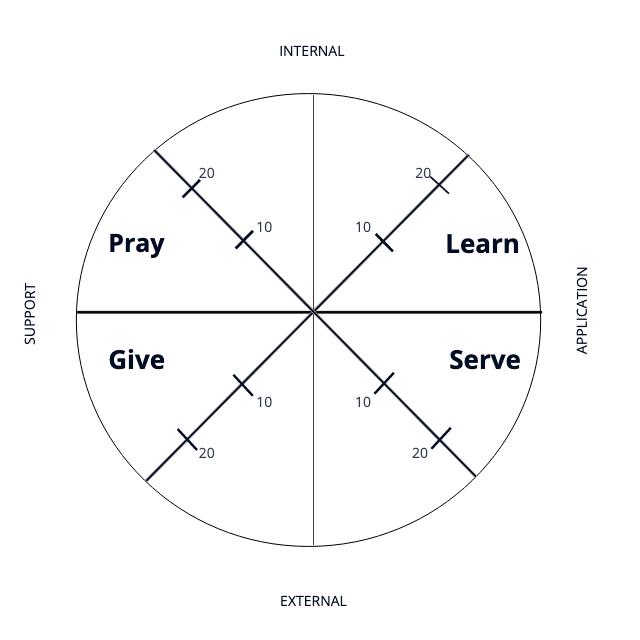 INTERNAL
20
20
10
10
Pray
Learn
SUPPORT
APPLICATION
Give
Serve
10
10
20
20
EXTERNAL